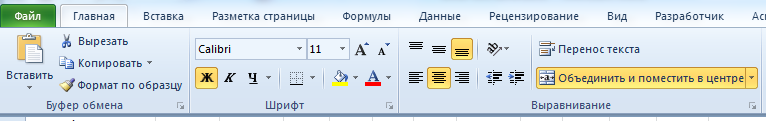 Файл Главная Вставка Разметка страницы Формулы Данные Рецензирование Вид Разработчик
Вставить
Вырезать
Копировать
Формат по образцу
Буфер обмена
Calibri 11 A A
Ж К Ч A
Шрифт
Перенос текста
Объединить и поместить в центре
Выравнивание